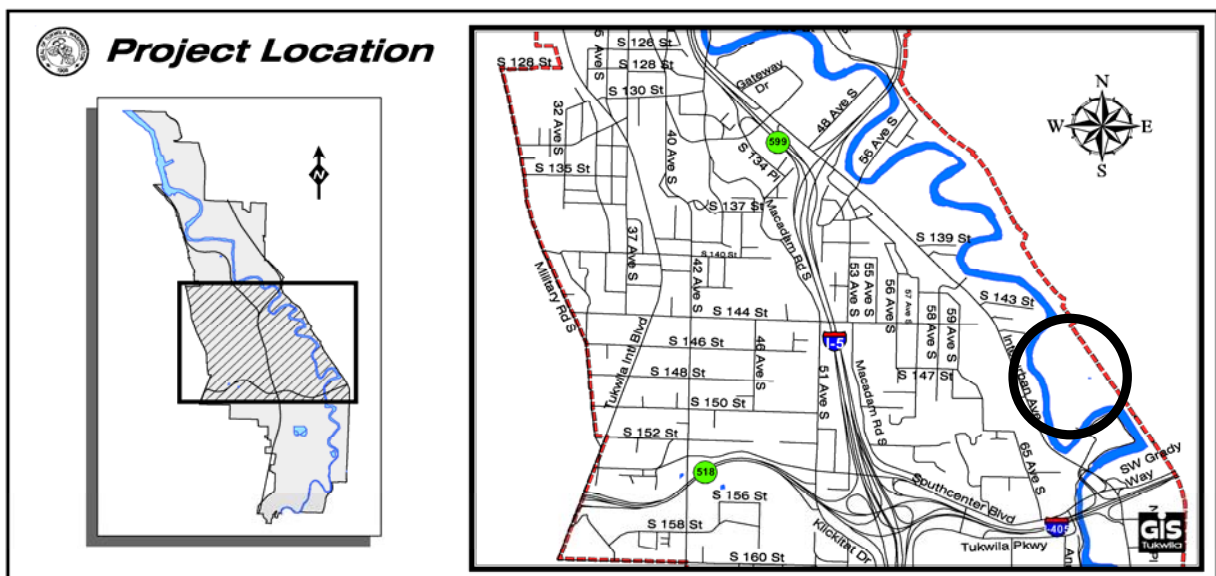 Project Location
N
S 126 St
S 128 St
S 128 St
S 130 St
32 Ave S
40 Ave S
Gateway
Dr
48 Ave S
56 Ave S
599
S 134 Pl
S 135 St
S 137 St
Macadam Rd S
37 Ave S
S 140 St
42 Ave S
S 139 St
Military Rd S
Tukwila Intl Blvd
53 Ave S
55 Ave S
56 Ave S
57 Ave S
58 Ave S
59 Ave S
S 143 St
S 144 St
I-5
S 146 St
46 Ave S
S 147 St
S 148 St
51 Ave S
Macadam Rd S
S 150 St
S 152 St
65 Ave S
SW Grady
Way
518
S 156 St
Southcenter Blvd
S 158 St
Klickitat Dr
S 160 St
Tukwila Pkwy
405
GIS
Tukwila
N
W
E
S